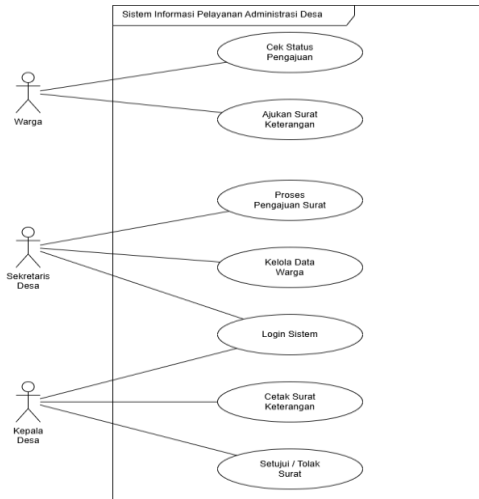 Sistem Informasi Pelayanan Administrasi Desa
Cek Status
Pengajuan
Warga
Ajukan Surat
Keterangan
Proses
Pengajuan Surat
Sekretaris
Desa
Kelola Data
Warga
Login Sistem
Kepala
Desa
Cetak Surat
Keterangan
Setujui / Tolak
Surat